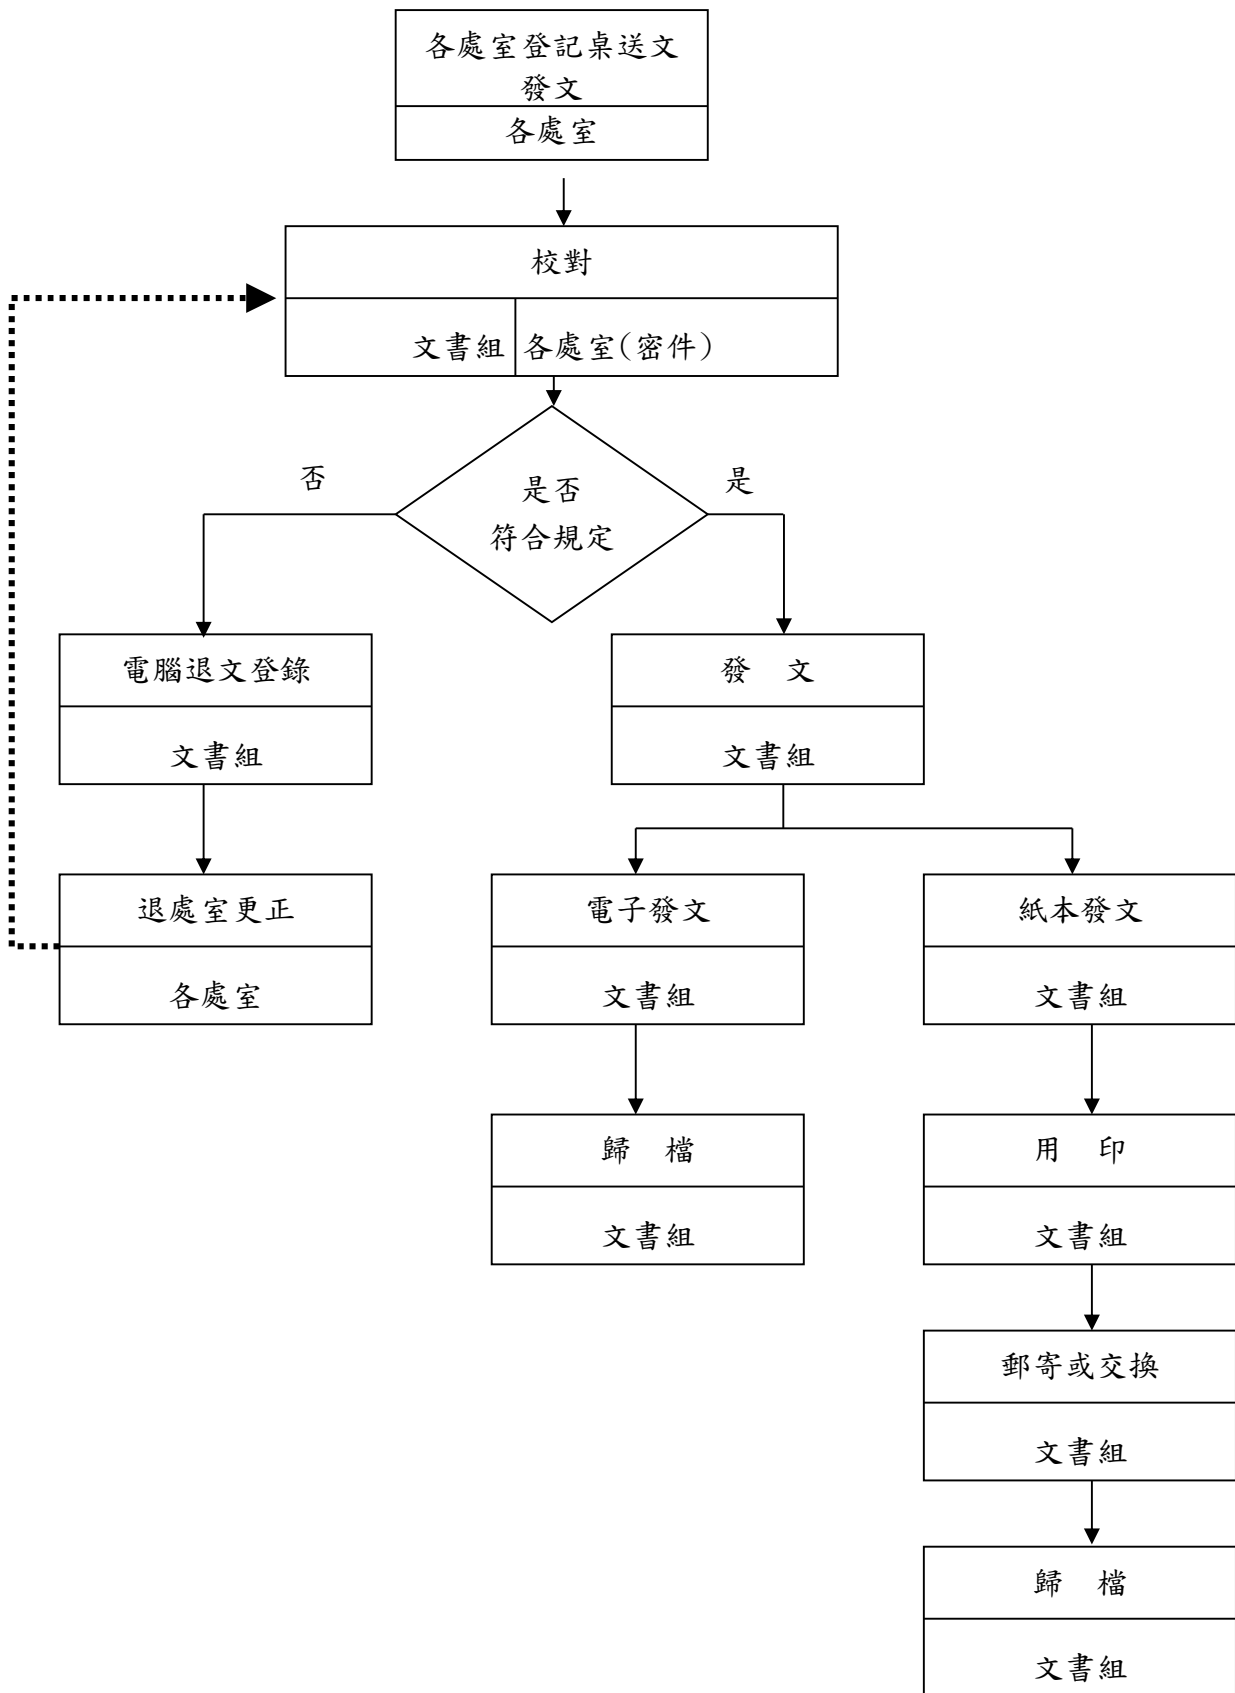 各處室登記桌送文
發文
各處室
校對
文書組
各處室(密件)
否
是
是否
符合規定
電腦退文登錄
文書組
發 文
文書組
退處室更正
各處室
電子發文
文書組
紙本發文
文書組
歸 檔
文書組
用 印
文書組
郵寄或交換
文書組
歸 檔
文書組